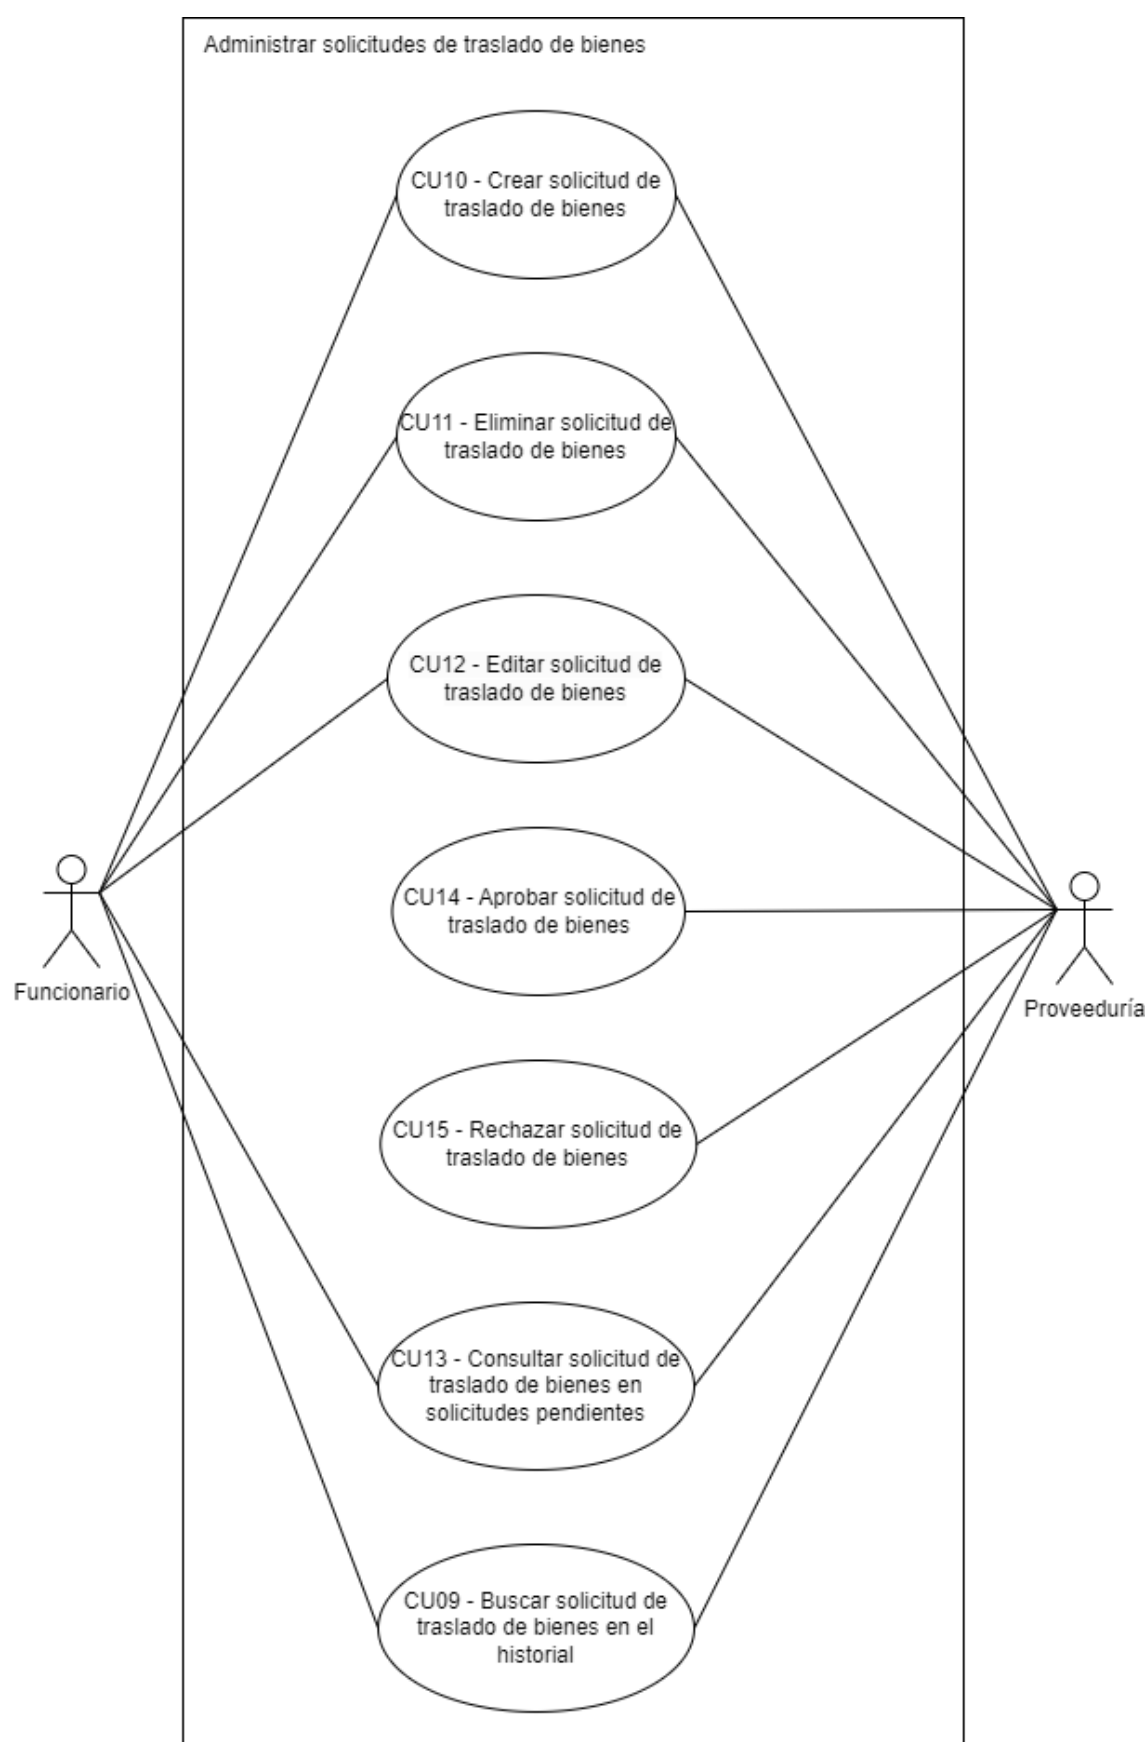 Administrar solicitudes de traslado de bienes
CU10 - Crear solicitud de
traslado de bienes
CU11 - Eliminar solicitud de
traslado de bienes
CU12 - Editar solicitud de
traslado de bienes
CU14 - Aprobar solicitud de
traslado de bienes
Funcionario
Proveeduría
CU15 - Rechazar solicitud de
traslado de bienes
CU13 - Consultar solicitud de
traslado de bienes en
solicitudes pendientes
CU09 - Buscar solicitud de
traslado de bienes en el
historial